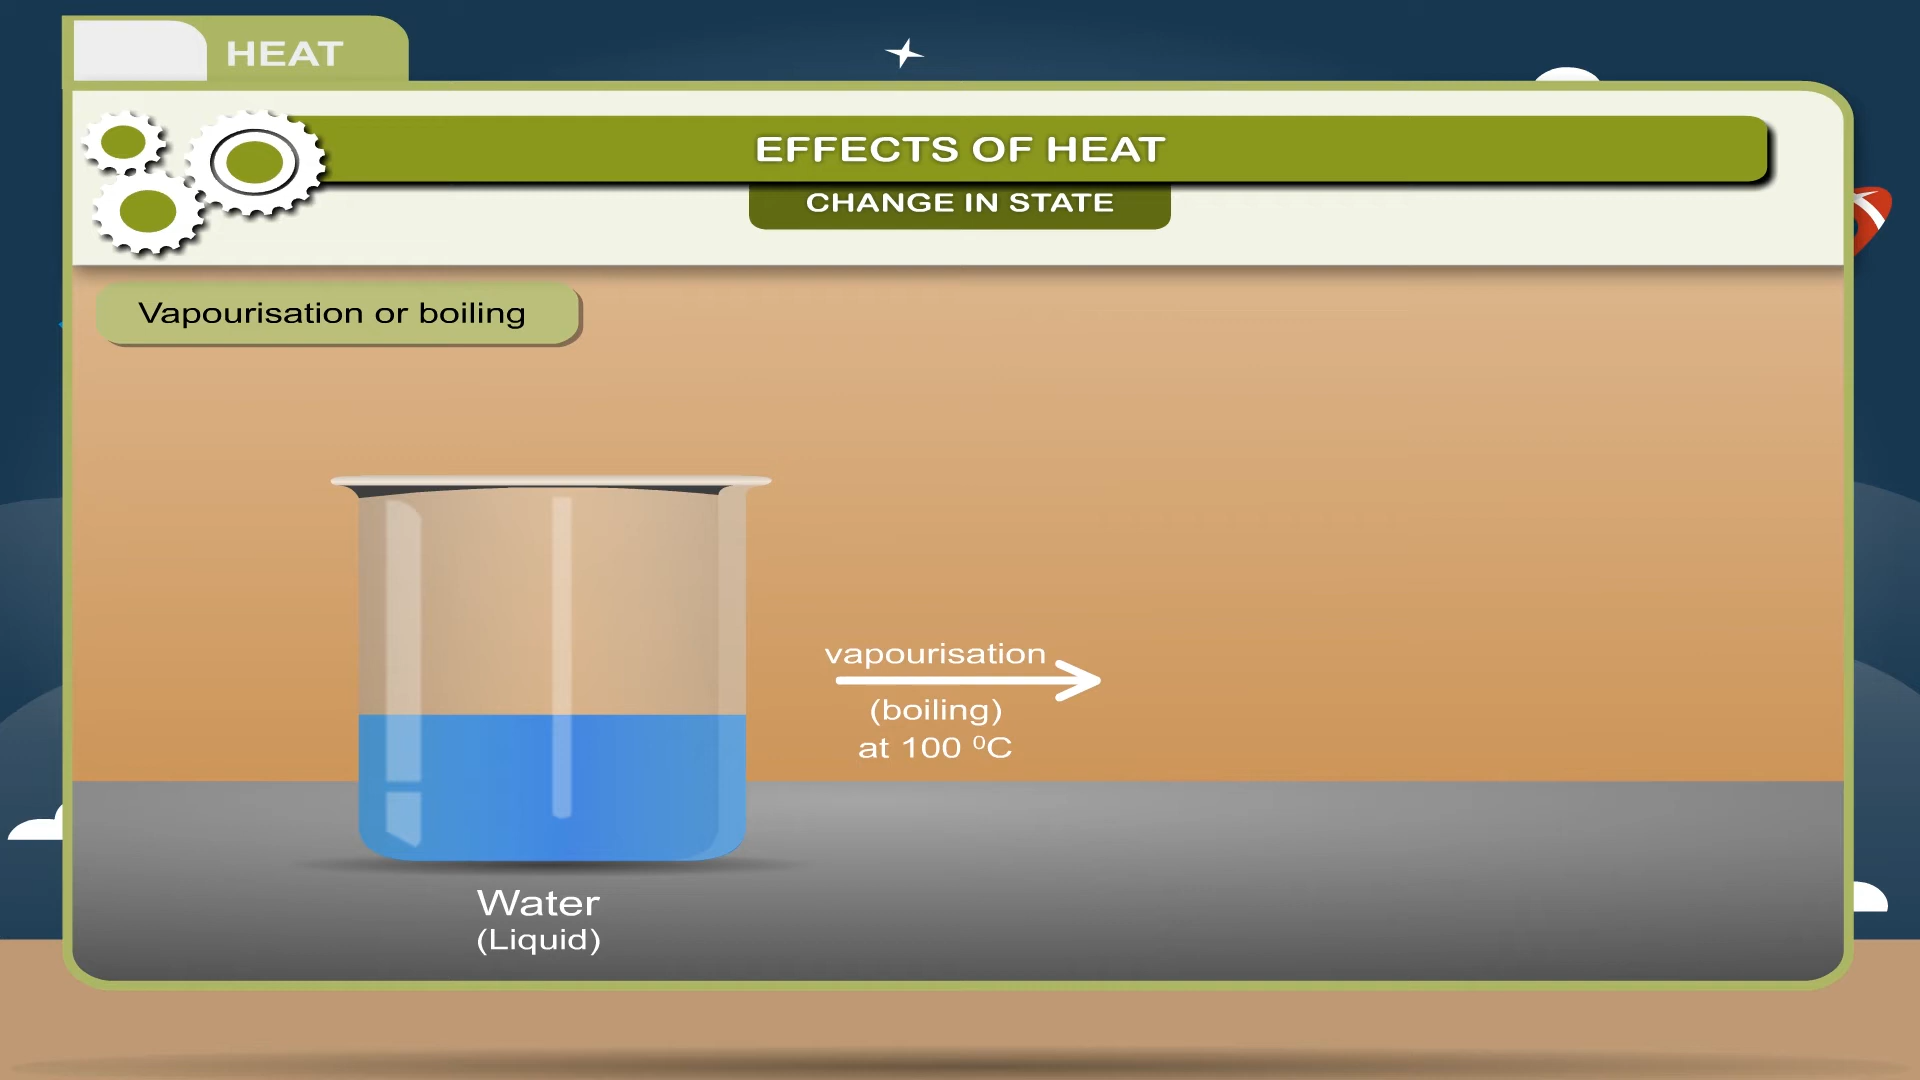 HEAT
EFFECTS OF HEAT
CHANGE IN STATE
Vapourisation or boiling
vapourisation
(boiling)
at 100 ⁰C
Water
(Liquid)